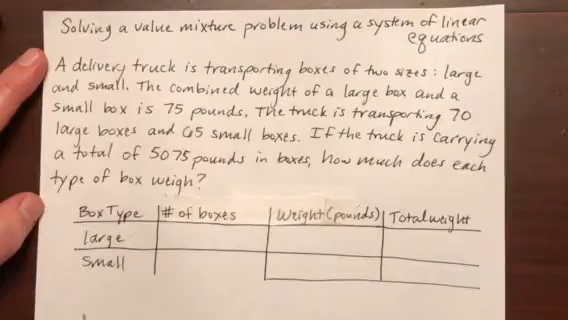 Solving a value mixture problem using a system of linear
equations
A delivery truck is transporting boxes of two sizes: large
and small. The combined weight of a large box and a
small box is 75 pounds. The truck is transporting 70
large boxes and 65 small boxes. If the truck is carrying
a total of 5075 pounds in boxes, how much does each
type of box weigh?
Box Type # of boxes Weight (pounds) Total weight
large
Small